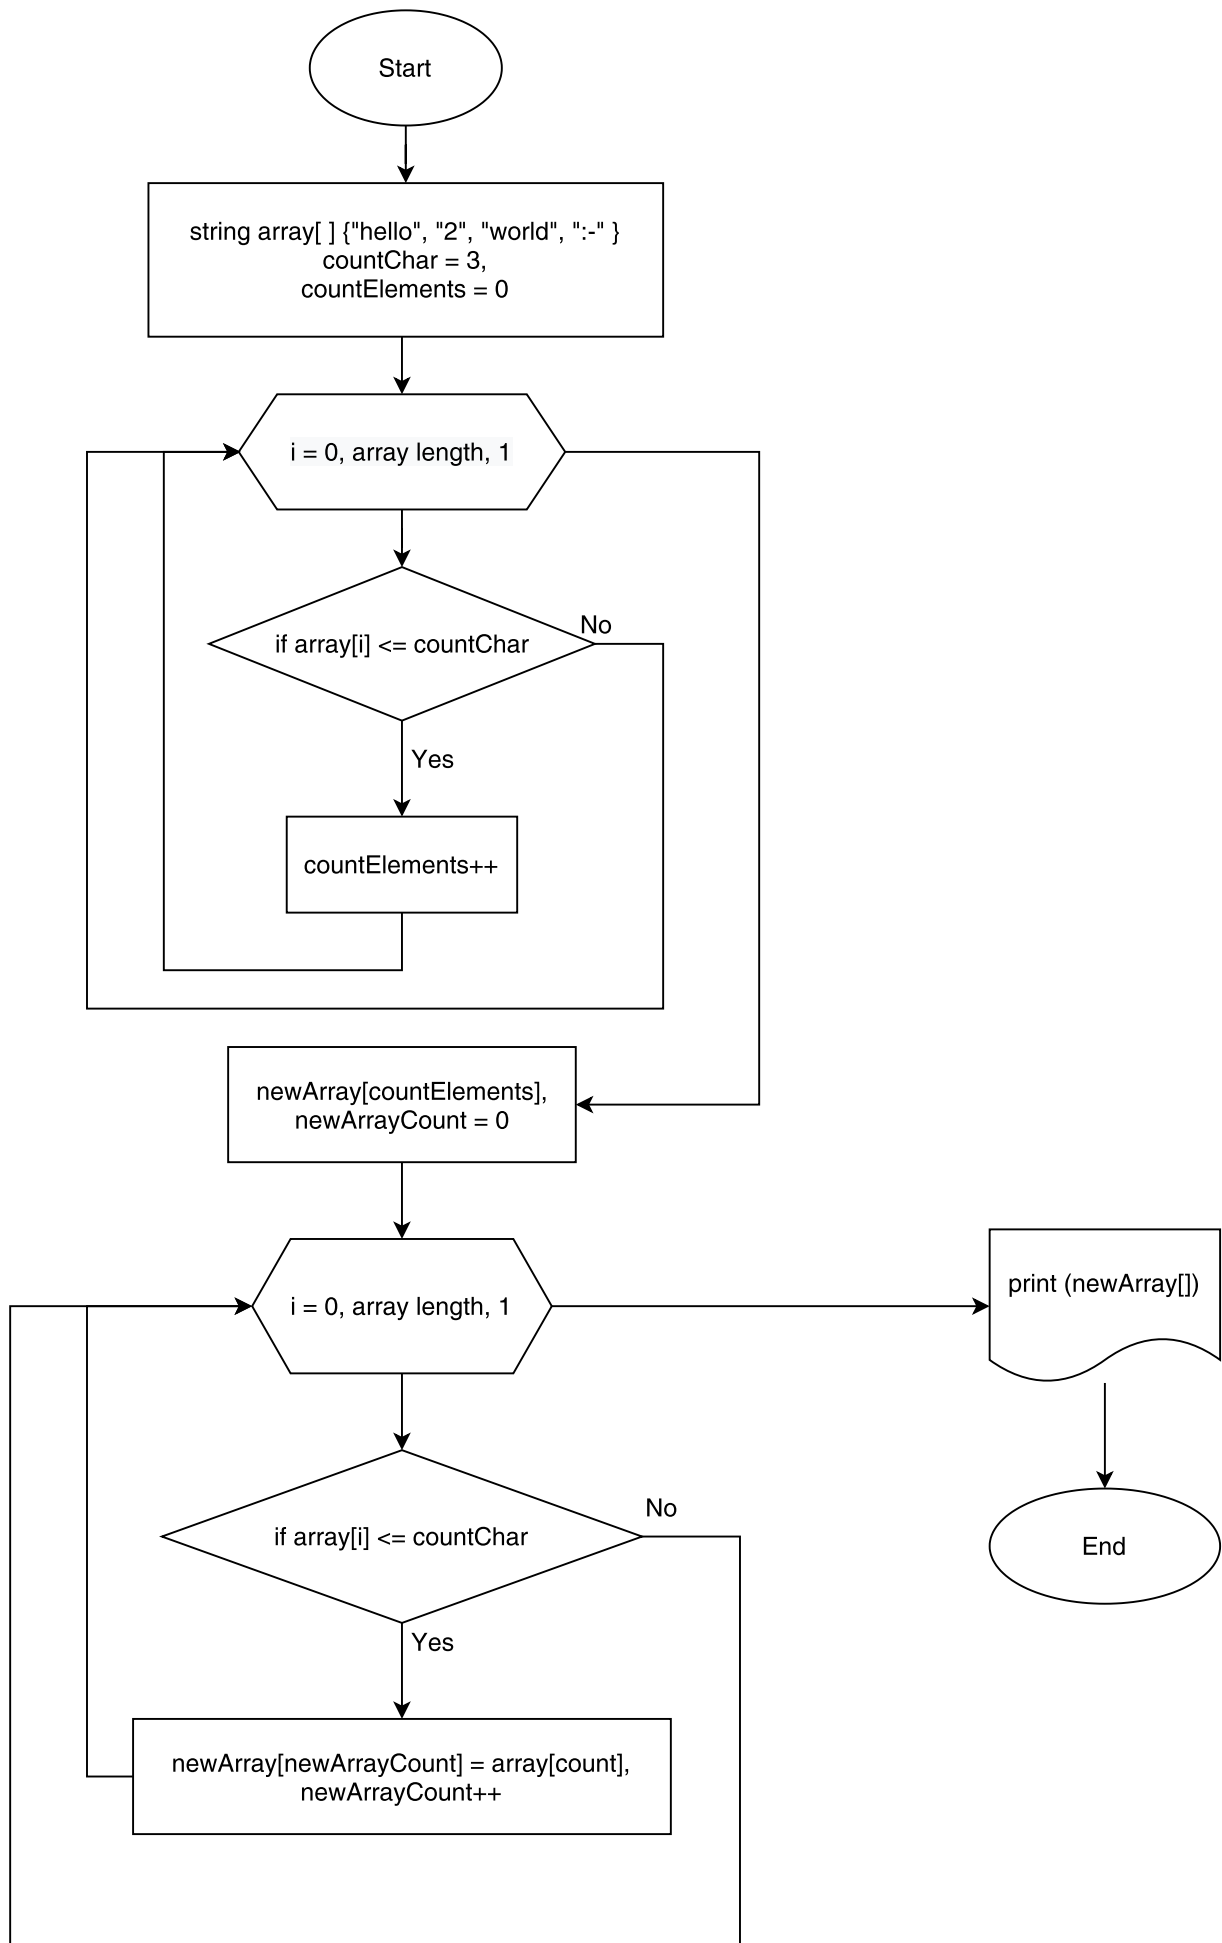 Start
string array[ ] {"hello", "2", "world", ":-" }
countChar = 3,
countElements = 0
i = 0, array length, 1
if array[i] <= countChar
No
Yes
countElements++
newArray[countElements],
newArrayCount = 0
i = 0, array length, 1
print (newArray[])
if array[i] <= countChar
No
End
Yes
newArray[newArrayCount] = array[count],
newArrayCount++